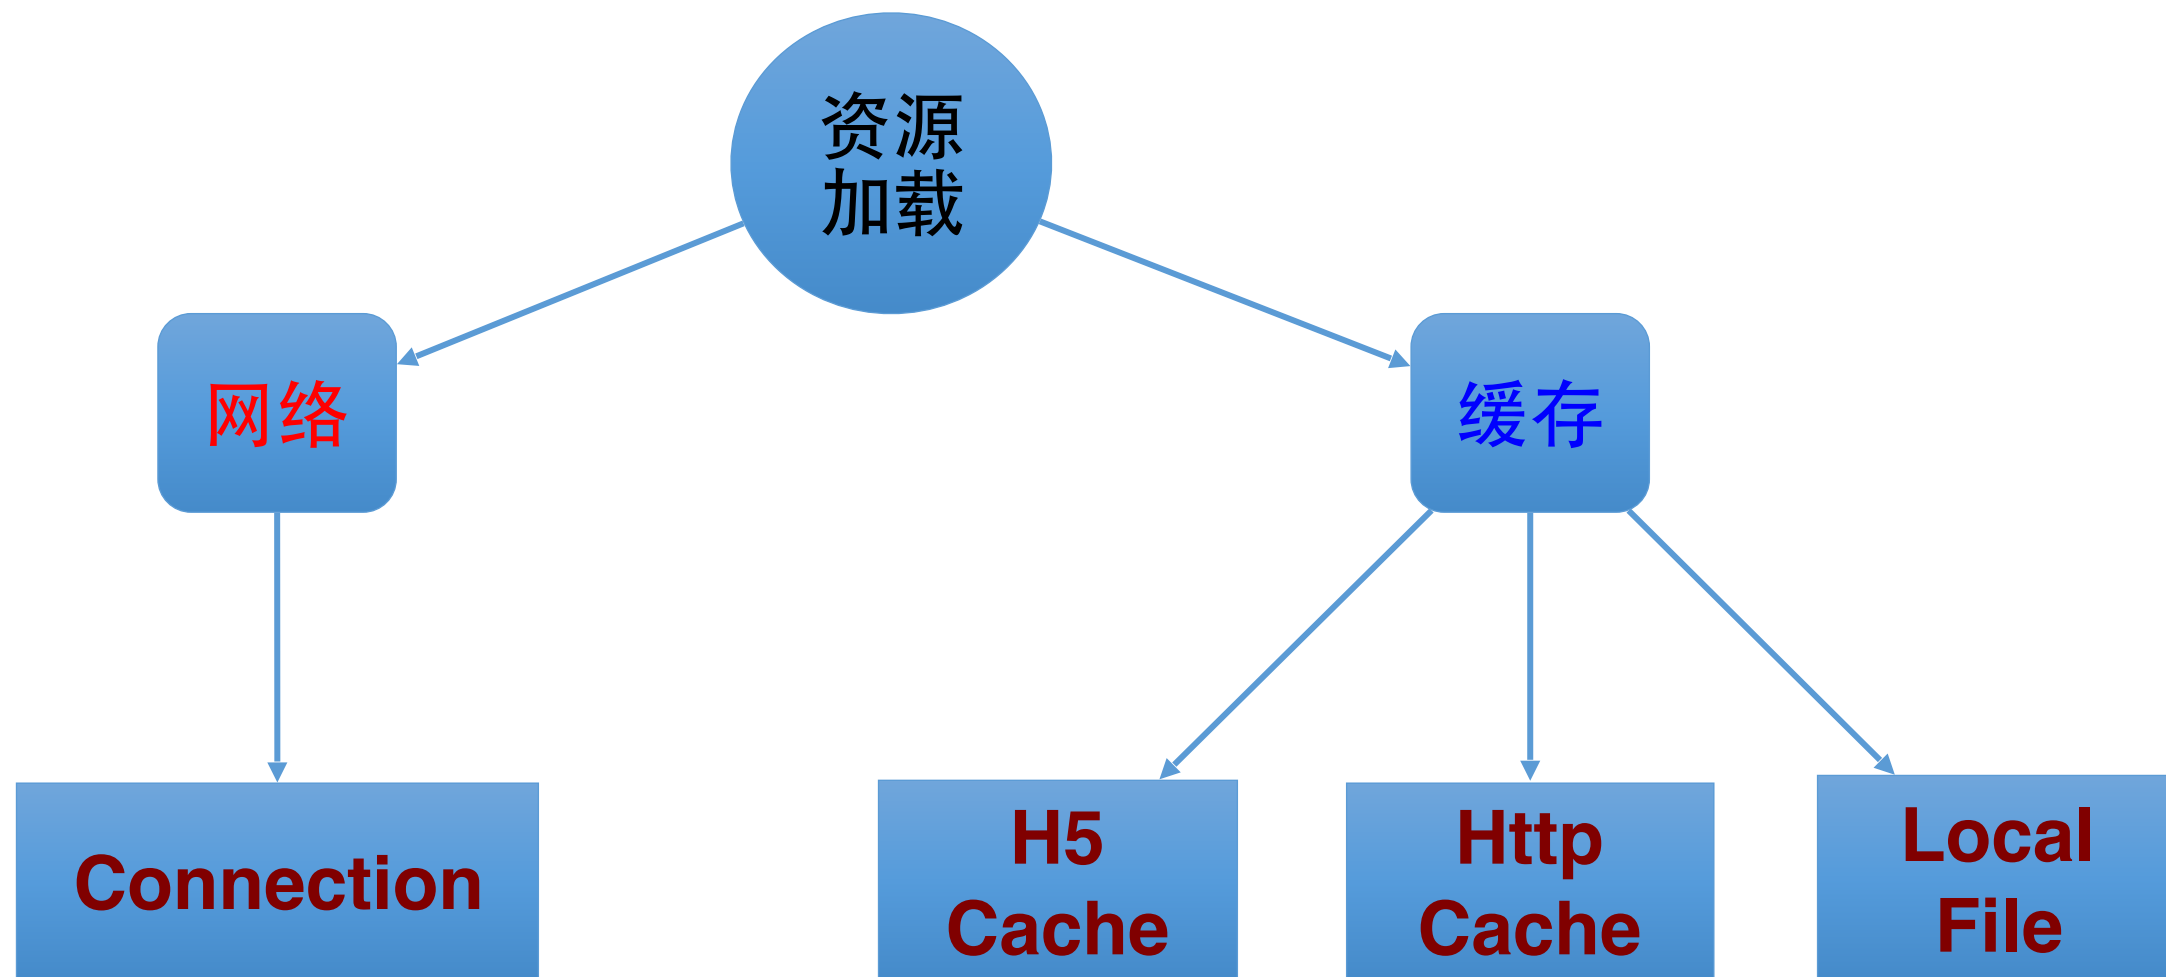 资源
加载
网络
缓存
Connection
H5
Cache
Http
Cache
Local
File